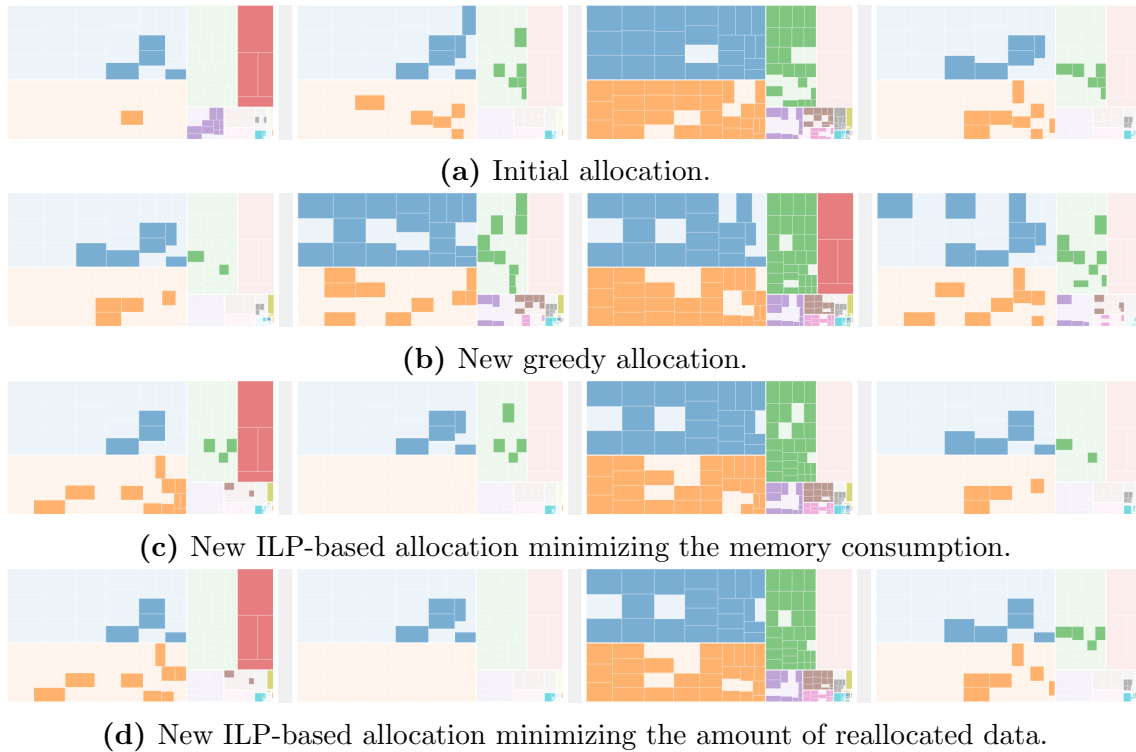 (a) Initial allocation.
(b) New greedy allocation.
(c) New ILP-based allocation minimizing the memory consumption.
(d) New ILP-based allocation minimizing the amount of reallocated data.